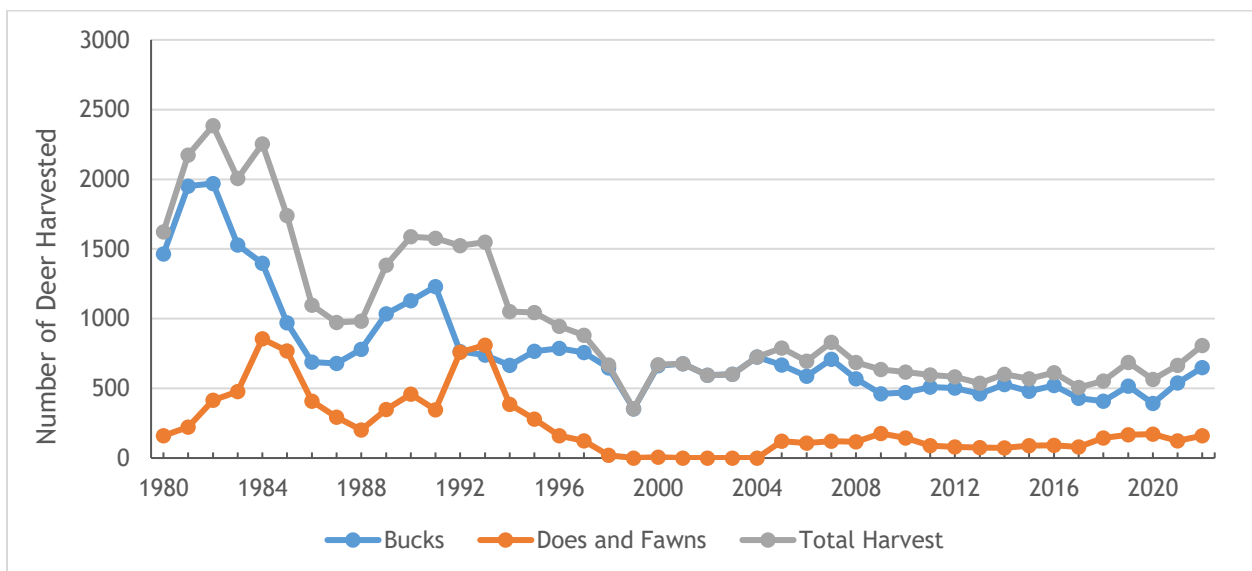 3000
2500
2000
1500
1000
500
0
Number of Deer Harvested
1980 1984 1988 1992 1996 2000 2004 2008 2012 2016 2020
Bucks Does and Fawns Total Harvest